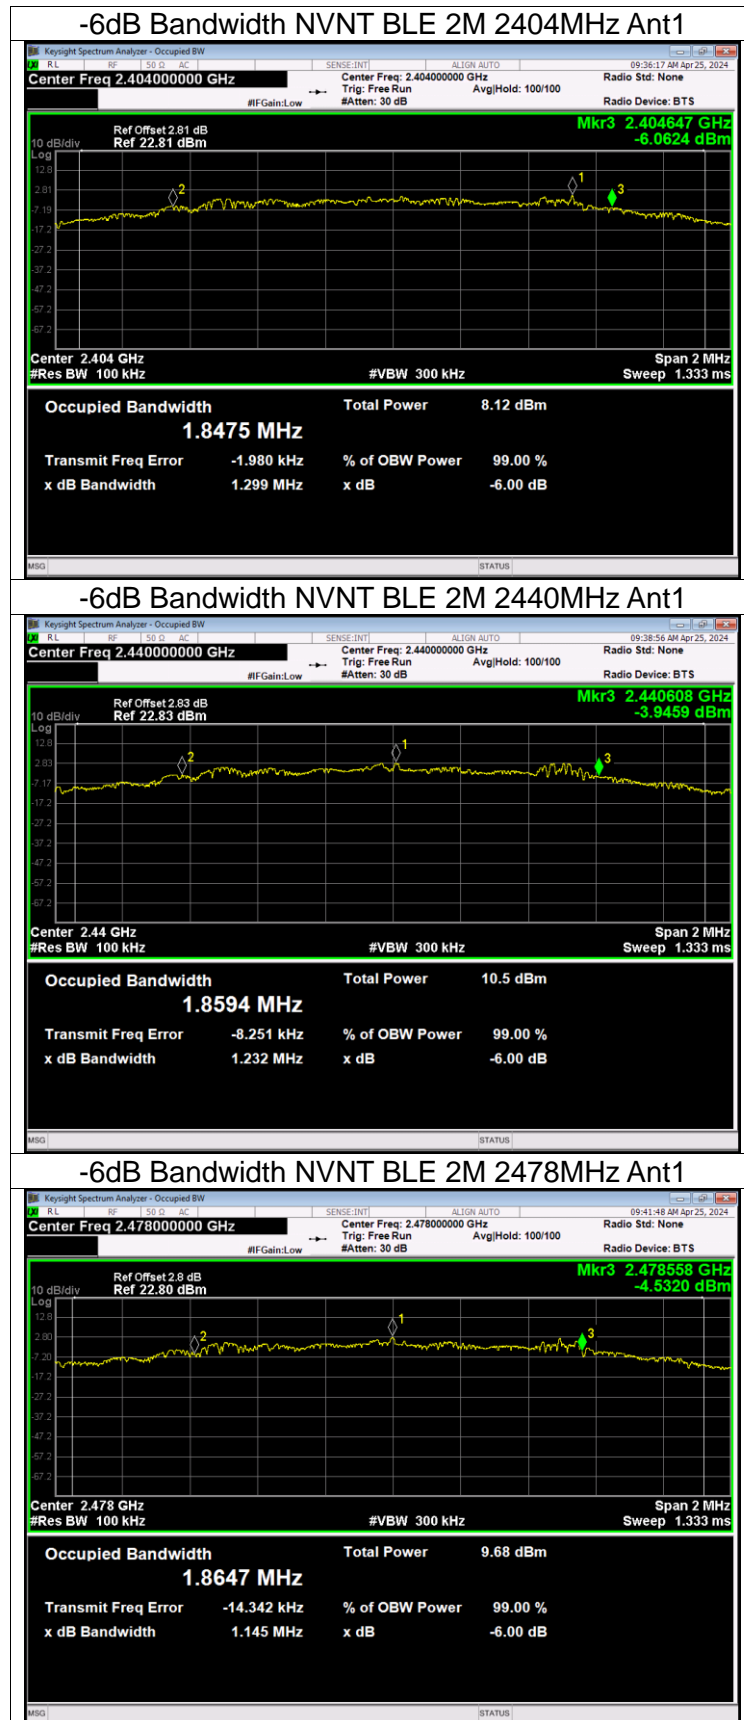 -6dB Bandwidth NVNT BLE 2M 2404MHz Ant1
Keysight Spectrum Analyzer - Occupied BW
RL RF 50 Ω AC SENSE:INT ALIGN AUTO 09:36:17 AM Apr 25, 2024
Center Freq 2.404000000 GHz Center Freq: 2.404000000 GHz Radio Std: None
Trig: Free Run Avg|Hold: 100/100
#IFGain:Low #Atten: 30 dB Radio Device: BTS
Mkr3 2.404647 GHz
Ref Offset 2.81 dB
10 dB/div Ref 22.81 dBm -6.0624 dBm
Log
12.8
1
2.81
2
3
-7.19
-17.2
-27.2
-37.2
-47.2
-57.2
-67.2
Center 2.404 GHz Span 2 MHz
#Res BW 100 kHz #VBW 300 kHz Sweep 1.333 ms
Occupied Bandwidth Total Power 8.12 dBm
1.8475 MHz
Transmit Freq Error -1.980 kHz % of OBW Power 99.00 %
x dB Bandwidth 1.299 MHz x dB -6.00 dB
MSG STATUS
-6dB Bandwidth NVNT BLE 2M 2440MHz Ant1
Keysight Spectrum Analyzer - Occupied BW
RL RF 50 Ω AC SENSE:INT ALIGN AUTO 09:38:56 AM Apr 25, 2024
Center Freq 2.440000000 GHz Center Freq: 2.440000000 GHz Radio Std: None
Trig: Free Run Avg|Hold: 100/100
#IFGain:Low #Atten: 30 dB Radio Device: BTS
Mkr3 2.440608 GHz
Ref Offset 2.83 dB
10 dB/div Ref 22.83 dBm -3.9459 dBm
Log
12.8
1
2.83
2
3
-7.17
-17.2
-27.2
-37.2
-47.2
-57.2
-67.2
Center 2.44 GHz Span 2 MHz
#Res BW 100 kHz #VBW 300 kHz Sweep 1.333 ms
Occupied Bandwidth Total Power 10.5 dBm
1.8594 MHz
Transmit Freq Error -8.251 kHz % of OBW Power 99.00 %
x dB Bandwidth 1.232 MHz x dB -6.00 dB
MSG STATUS
-6dB Bandwidth NVNT BLE 2M 2478MHz Ant1
Keysight Spectrum Analyzer - Occupied BW
RL RF 50 Ω AC SENSE:INT ALIGN AUTO 09:41:48 AM Apr 25, 2024
Center Freq 2.478000000 GHz Center Freq: 2.478000000 GHz Radio Std: None
Trig: Free Run Avg|Hold: 100/100
#IFGain:Low #Atten: 30 dB Radio Device: BTS
Mkr3 2.478558 GHz
Ref Offset 2.8 dB
10 dB/div Ref 22.80 dBm -4.5320 dBm
Log
12.8
1
2.80
2
3
-7.20
-17.2
-27.2
-37.2
-47.2
-57.2
-67.2
Center 2.478 GHz Span 2 MHz
#Res BW 100 kHz #VBW 300 kHz Sweep 1.333 ms
Occupied Bandwidth Total Power 9.68 dBm
1.8647 MHz
Transmit Freq Error -14.342 kHz % of OBW Power 99.00 %
x dB Bandwidth 1.145 MHz x dB -6.00 dB
MSG STATUS